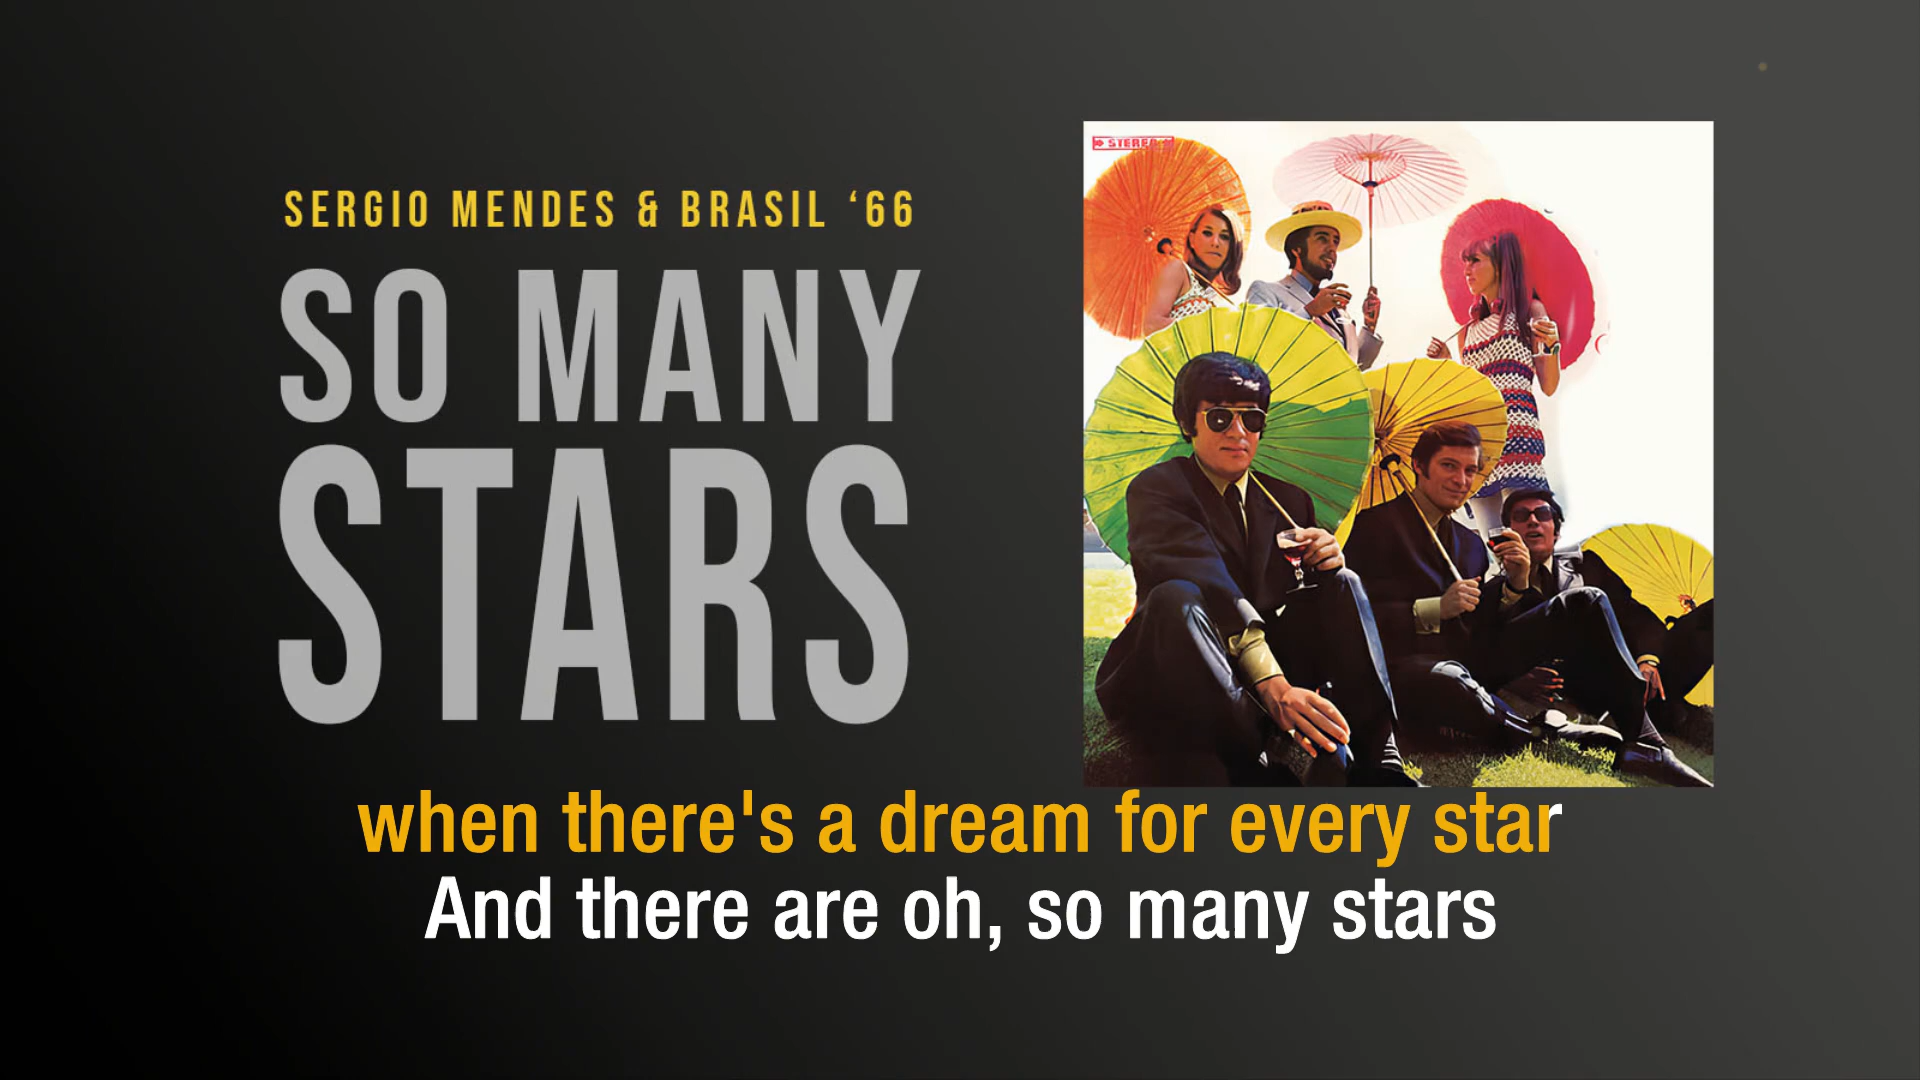 SERGIO MENDES & BRASIL ‘66
SO MANY
STARS
STEREO
when there's a dream for every star
And there are oh, so many stars